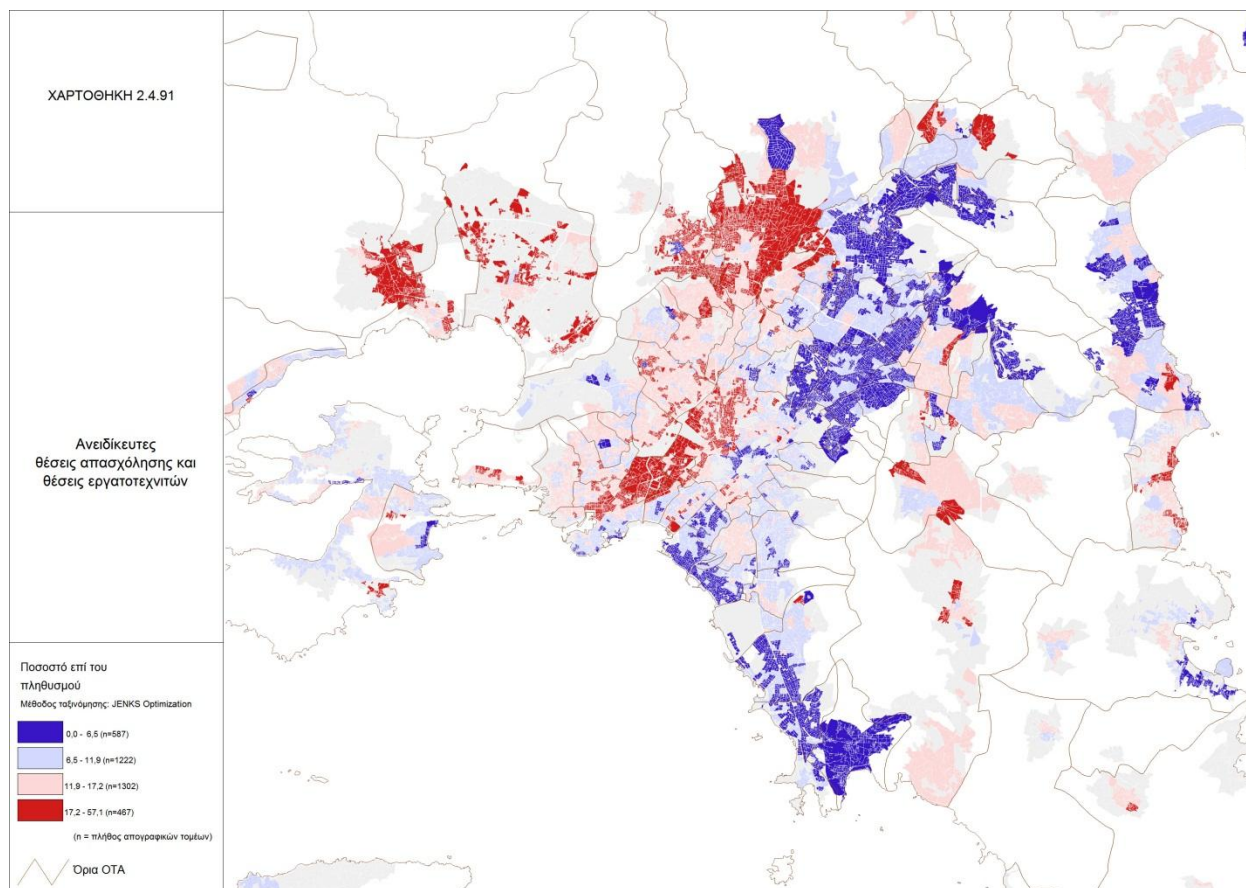 ΧΑΡΤΟΘΗΚΗ 2.4.91
Ανειδίκευτες
θέσεις απασχόλησης και
θέσεις εργατοτεχνιτών
Ποσοστό επί του
πληθυσμού
Μέθοδος ταξινόμησης: JENKS Optimization
0,0 - 6,5 (n=587)
6,5 - 11,9 (n=1222)
11,9 - 17,2 (n=1302)
17,2 - 57,1 (n=467)
(n = πλήθος απογραφικών τομέων)
Όρια ΟΤΑ